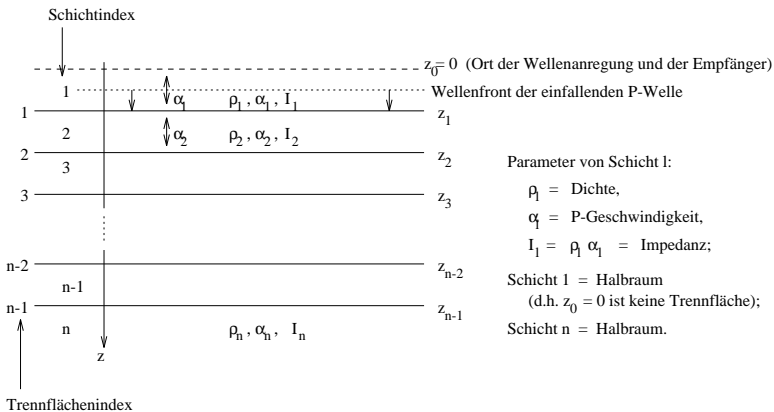 Schichtindex
z0 = 0 (Ort der Wellenanregung und der Empfänger)
1
Wellenfront der einfallenden P-Welle
α1 ρ1 , α1 , I1
1 z1
2 α2 ρ2 , α2 , I2
2 z2
3
3 z3
Parameter von Schicht l:
ρl = Dichte,
αl = P-Geschwindigkeit,
Il = ρl αl = Impedanz;
n-2 zn-2
n-1
Schicht 1 = Halbraum
(d.h. z0 = 0 ist keine Trennfläche);
n-1 zn-1
n ρn , αn , In
Schicht n = Halbraum.
z
Trennflächenindex